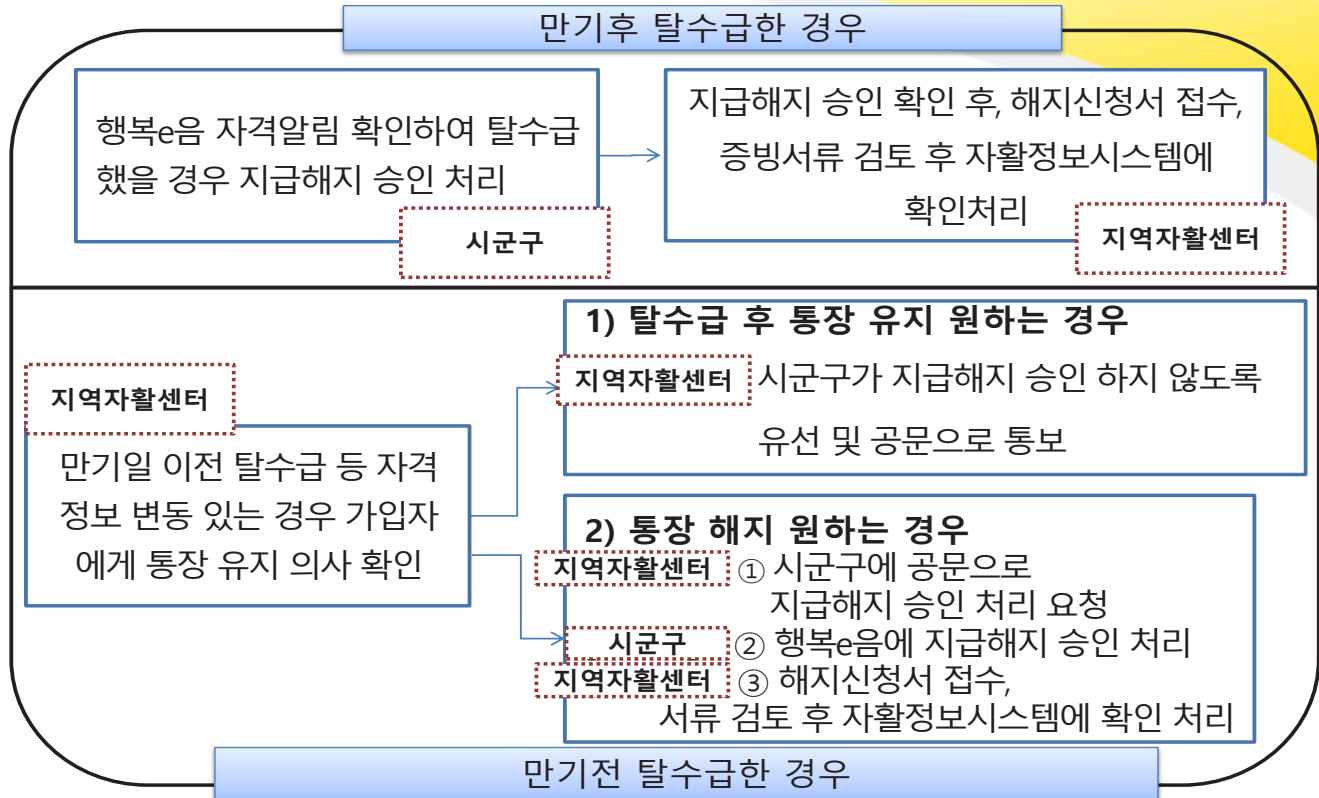 만기후 탈수급한 경우
행복e음 자격알림 확인하여 탈수급
했을 경우 지급해지 승인 처리
시군구
지급해지 승인 확인 후, 해지신청서 접수,
증빙서류 검토 후 자활정보시스템에
확인처리
지역자활센터
지역자활센터
만기일 이전 탈수급 등 자격
정보 변동 있는 경우 가입자
에게 통장 유지 의사 확인
1) 탈수급 후 통장 유지 원하는 경우
지역자활센터 시군구가 지급해지 승인 하지 않도록
유선 및 공문으로 통보
2) 통장 해지 원하는 경우
지역자활센터 ① 시군구에 공문으로
지급해지 승인 처리 요청
시군구 ② 행복e음에 지급해지 승인 처리
지역자활센터 ③ 해지신청서 접수,
서류 검토 후 자활정보시스템에 확인 처리
만기전 탈수급한 경우